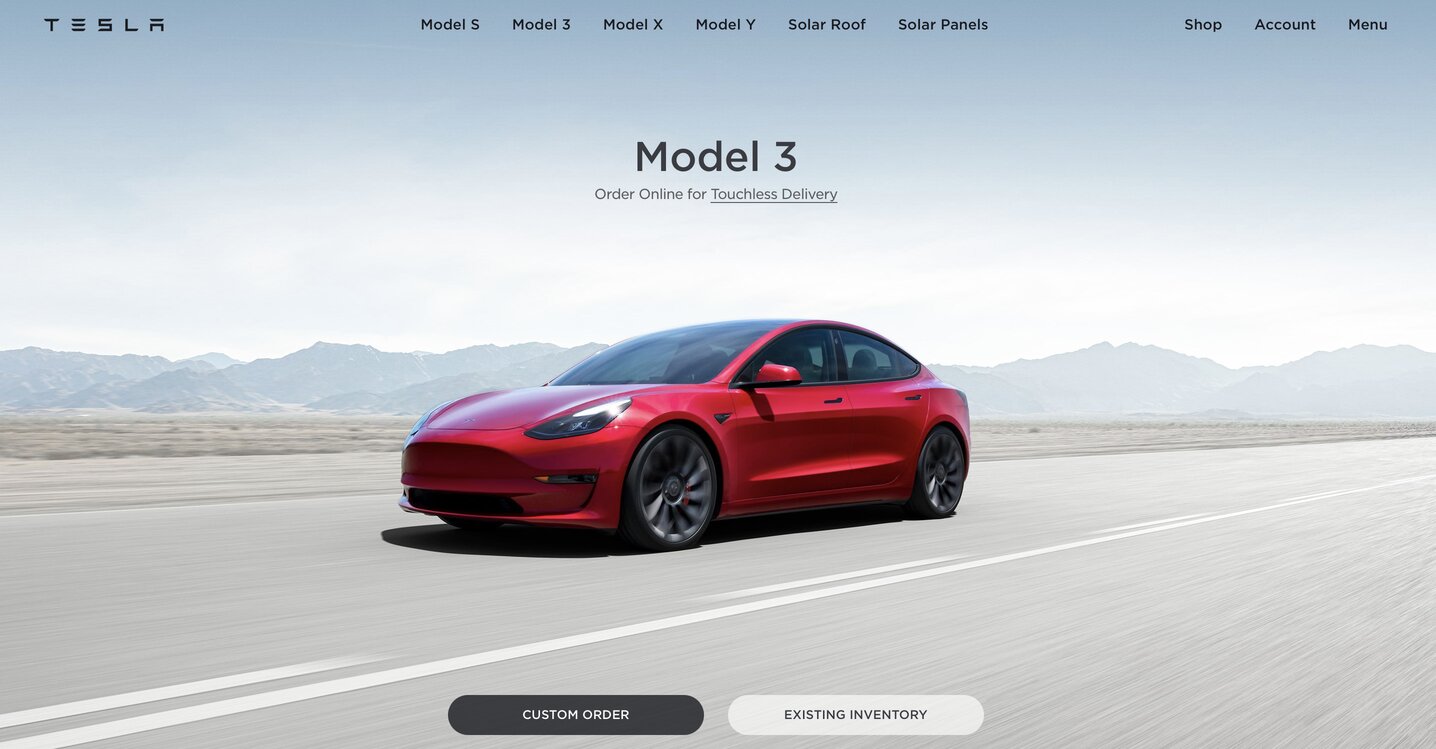 TESLA
Model S Model 3 Model X Model Y Solar Roof Solar Panels
Shop Account Menu
Model 3
Order Online for Touchless Delivery
CUSTOM ORDER
EXISTING INVENTORY